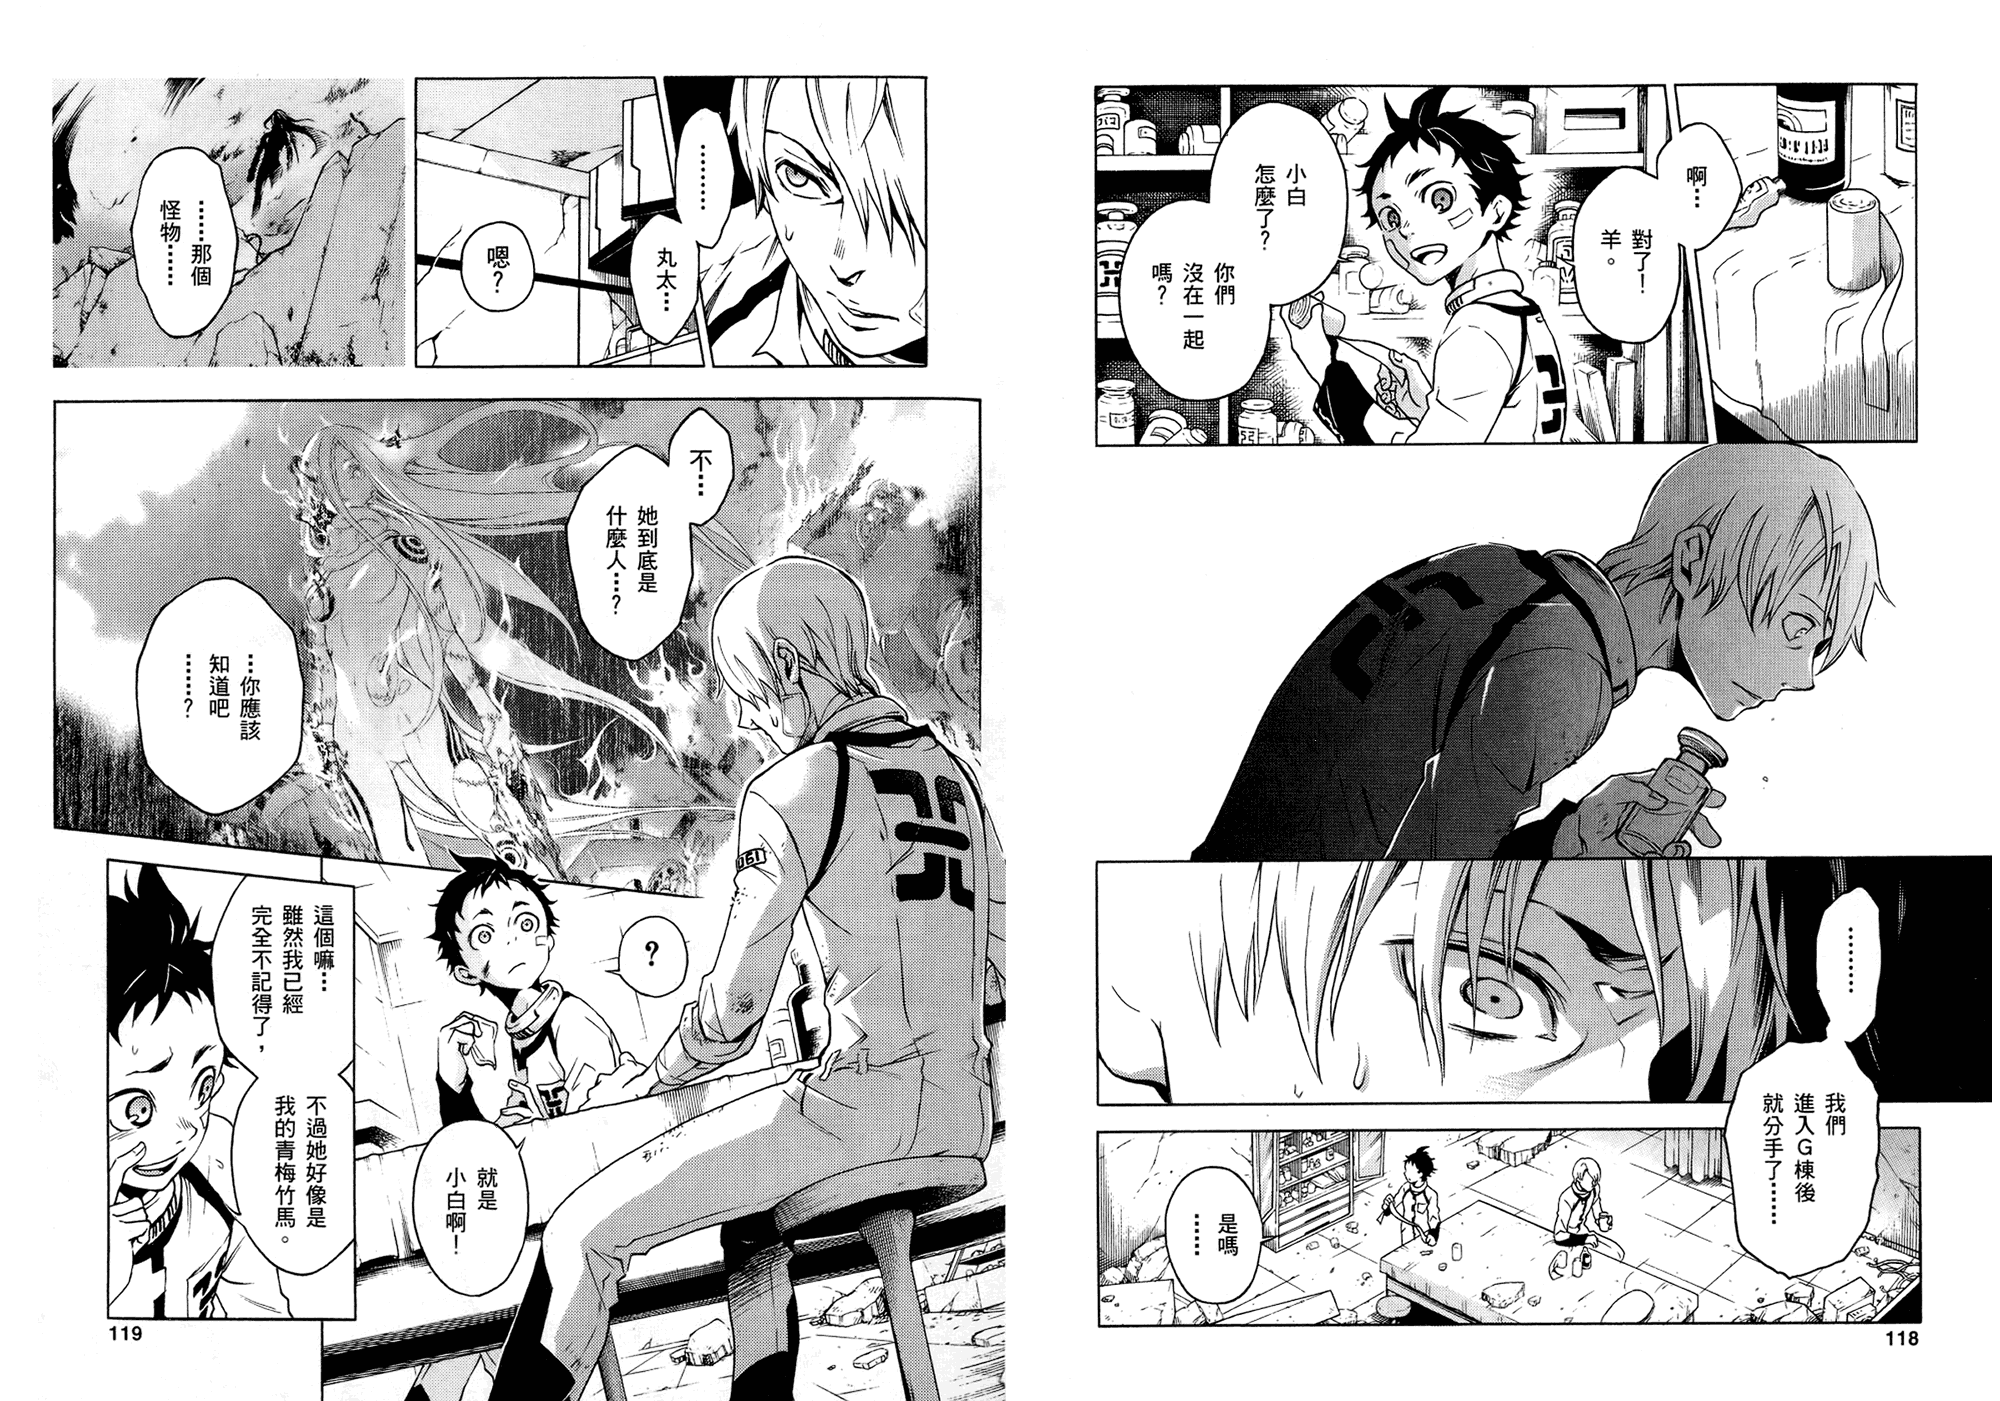 啊…
對了！
羊。
小白
怎麼了？
你們
沒在一起
嗎？
………
我們
進入G棟後
就分手了……
是嗎
……
118
………
丸太…
嗯？
……那個
怪物……
不…
她到底是
什麼人…？
…你應該
知道吧
……？
061
？
就是
小白啊！
這個嘛…
雖然我已經
完全不記得了，
不過她好像是
我的青梅竹馬。
119